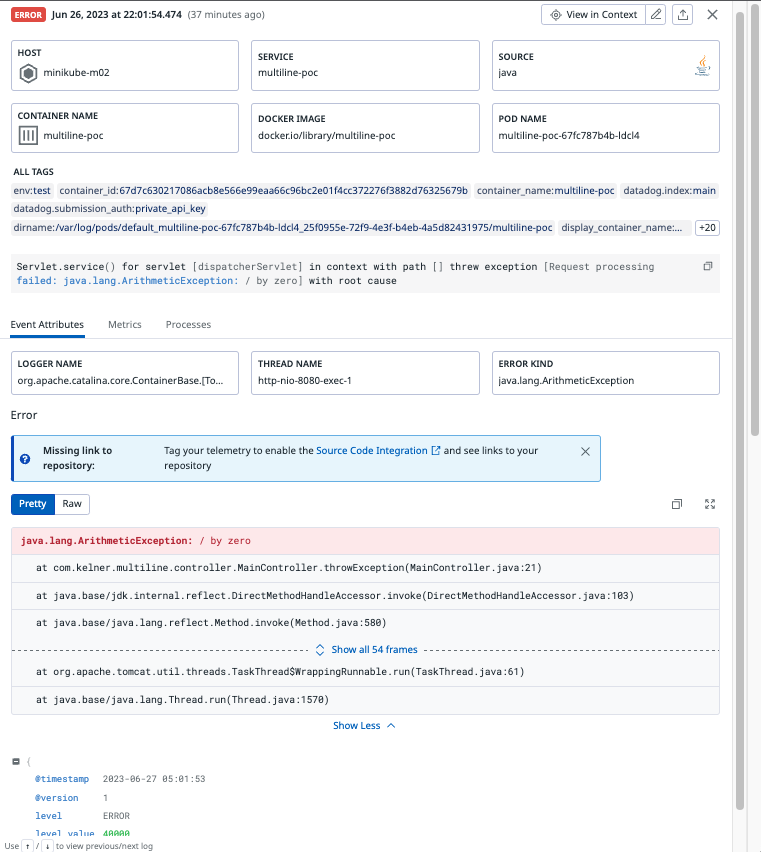 ERROR Jun 26, 2023 at 22:01:54.474 (37 minutes ago) View in Context
HOST
minikube-m02
SERVICE
multiline-poc
SOURCE
java
CONTAINER NAME
multiline-poc
DOCKER IMAGE
docker.io/library/multiline-poc
POD NAME
multiline-poc-67fc787b4b-ldcl4
ALL TAGS
env:test container_id:67d7c630217086acb8e566e99eaa66c96bc2e01f4cc372276f3882d76325679b container_name:multiline-poc datadog.index:main
datadog.submission_auth:private_api_key
dirname:/var/log/pods/default_multiline-poc-67fc787b4b-ldcl4_25f0955e-72f9-4e3f-b4eb-4a5d82431975/multiline-poc display_container_name:... +20
Servlet.service() for servlet [dispatcherServlet] in context with path [] threw exception [Request processing
failed: java.lang.ArithmeticException: / by zero] with root cause
Event Attributes Metrics Processes
LOGGER NAME
org.apache.catalina.core.ContainerBase.[To...
THREAD NAME
http-nio-8080-exec-1
ERROR KIND
java.lang.ArithmeticException
Error
Missing link to
repository:
Tag your telemetry to enable the Source Code Integration and see links to your
repository
Pretty Raw
java.lang.ArithmeticException: / by zero
at com.kelner.multiline.controller.MainController.throwException(MainController.java:21)
at java.base/jdk.internal.reflect.DirectMethodHandleAccessor.invoke(DirectMethodHandleAccessor.java:103)
at java.base/java.lang.reflect.Method.invoke(Method.java:580)
Show all 54 frames
at org.apache.tomcat.util.threads.TaskThread$WrappingRunnable.run(TaskThread.java:61)
at java.base/java.lang.Thread.run(Thread.java:1570)
Show Less
{
@timestamp 2023-06-27 05:01:53
@version 1
level ERROR
level_value 40000
Use ↑ / ↓ to view previous/next log